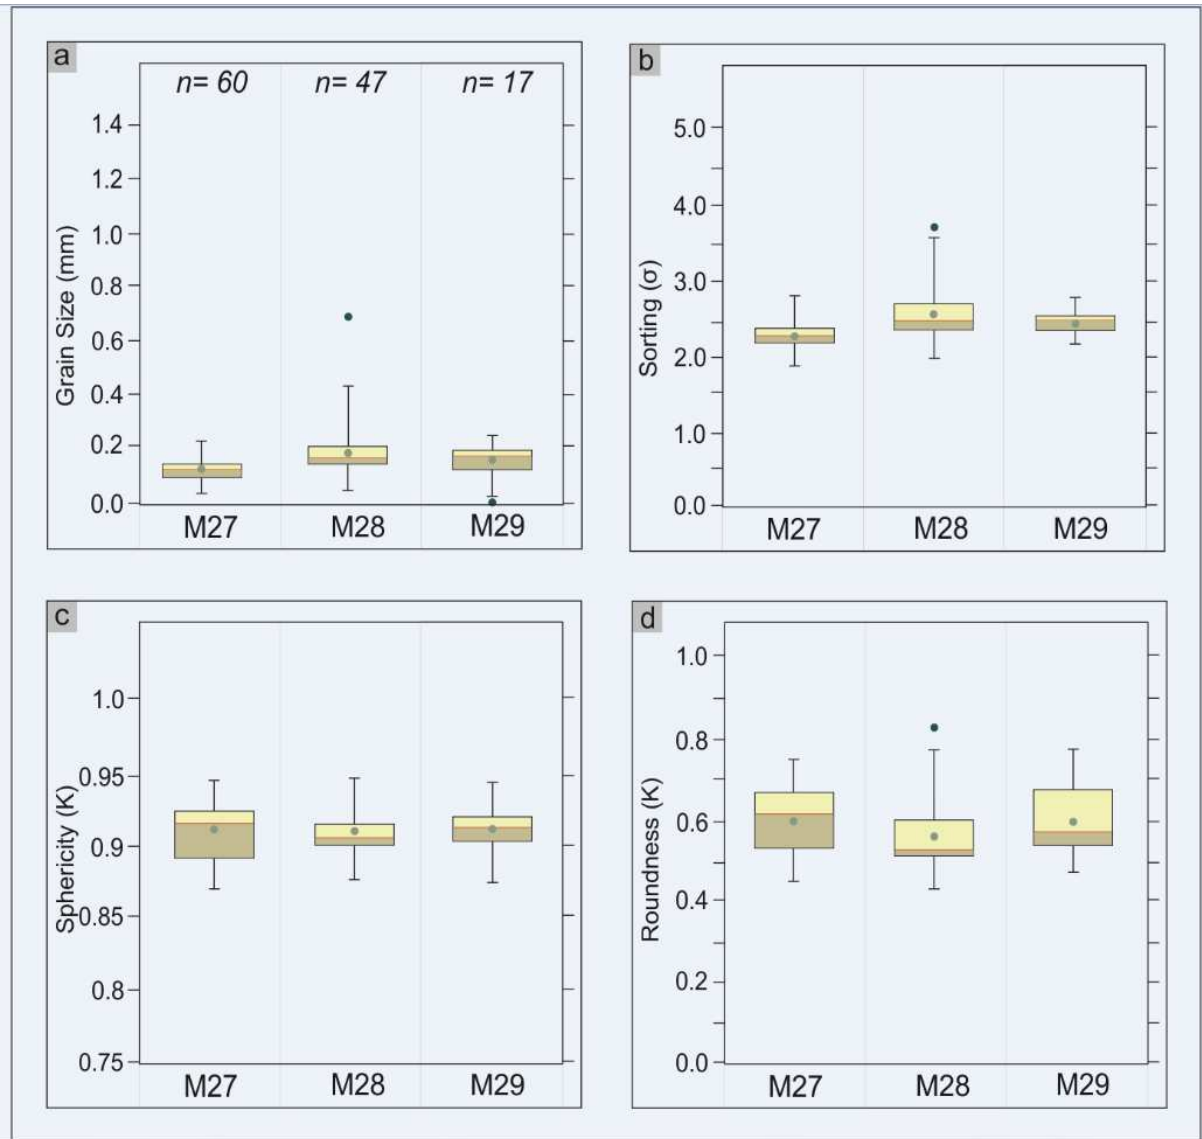 a
n= 60
n= 47
n= 17
Grain Size (mm)
1.4
1.2
1.0
0.8
0.6
0.4
0.2
0.0
M27
M28
M29
b
Sorting (σ)
5.0
4.0
3.0
2.0
1.0
0.0
M27
M28
M29
c
Sphericity (K)
1.0
0.95
0.9
0.85
0.8
0.75
M27
M28
M29
d
Roundness (K)
1.0
0.8
0.6
0.4
0.2
0.0
M27
M28
M29